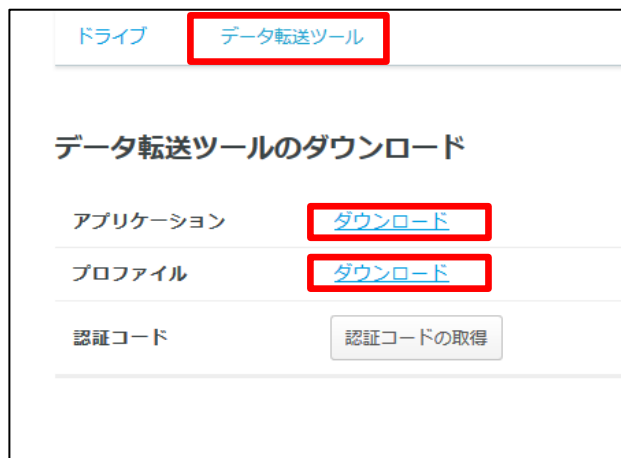 ドライブ データ転送ツール
データ転送ツールのダウンロード
アプリケーション ダウンロード
プロファイル ダウンロード
認証コード 認証コードの取得